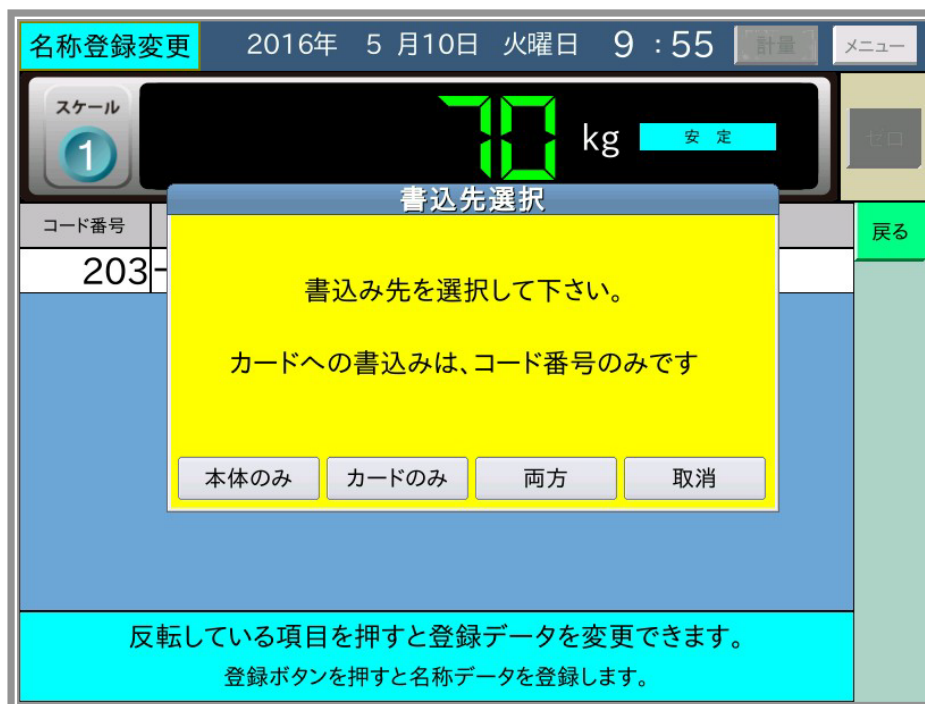 名称登録変更 2016年 5月10日 火曜日 9:55 計量 メニュー
スケール
1
70 kg 安定
ゼロ
書込先選択
コード番号
戻る
203
書込み先を選択して下さい。
カードへの書込みは、コード番号のみです
本体のみ カードのみ 両方 取消
反転している項目を押すと登録データを変更できます。
登録ボタンを押すと名称データを登録します。